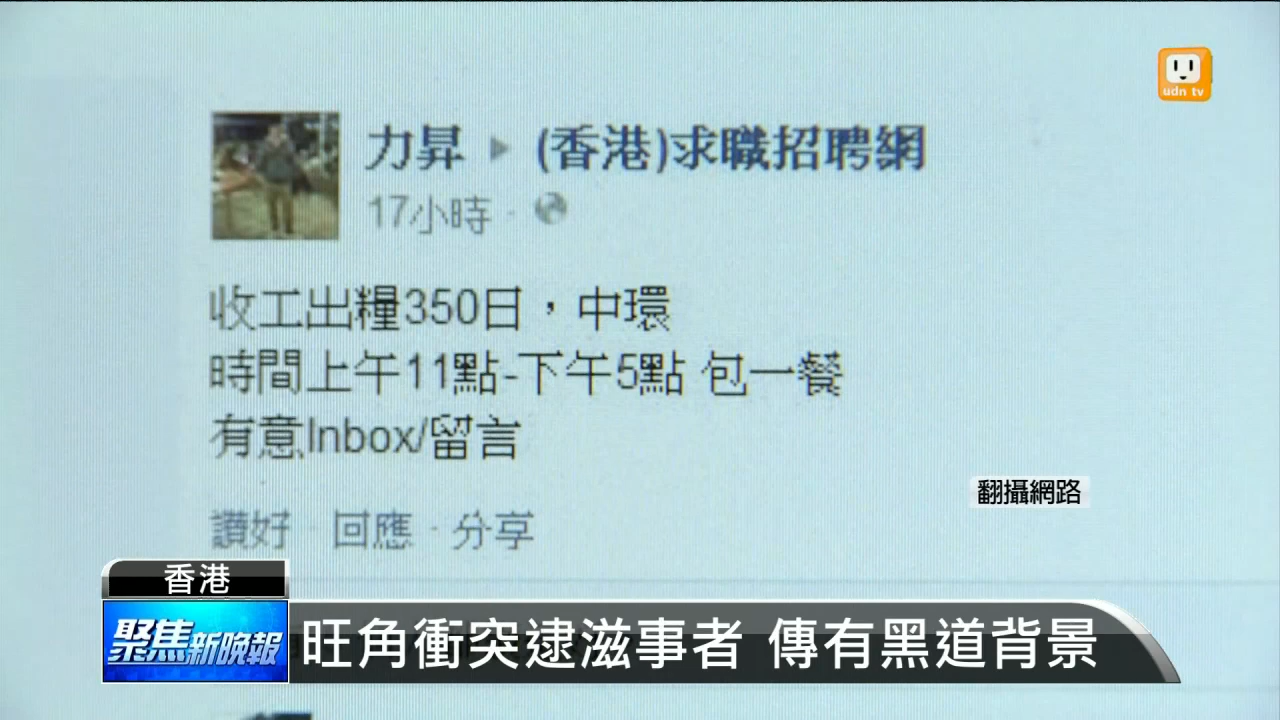 udn tv
力昇 ▶ (香港)求職招聘網
17小時 ·
收工出糧350日，中環
時間上午11點-下午5點 包一餐
有意Inbox/留言
讚好 · 回應 · 分享
翻攝網路
香港
聚焦新晚報
旺角衝突逮滋事者 傳有黑道背景